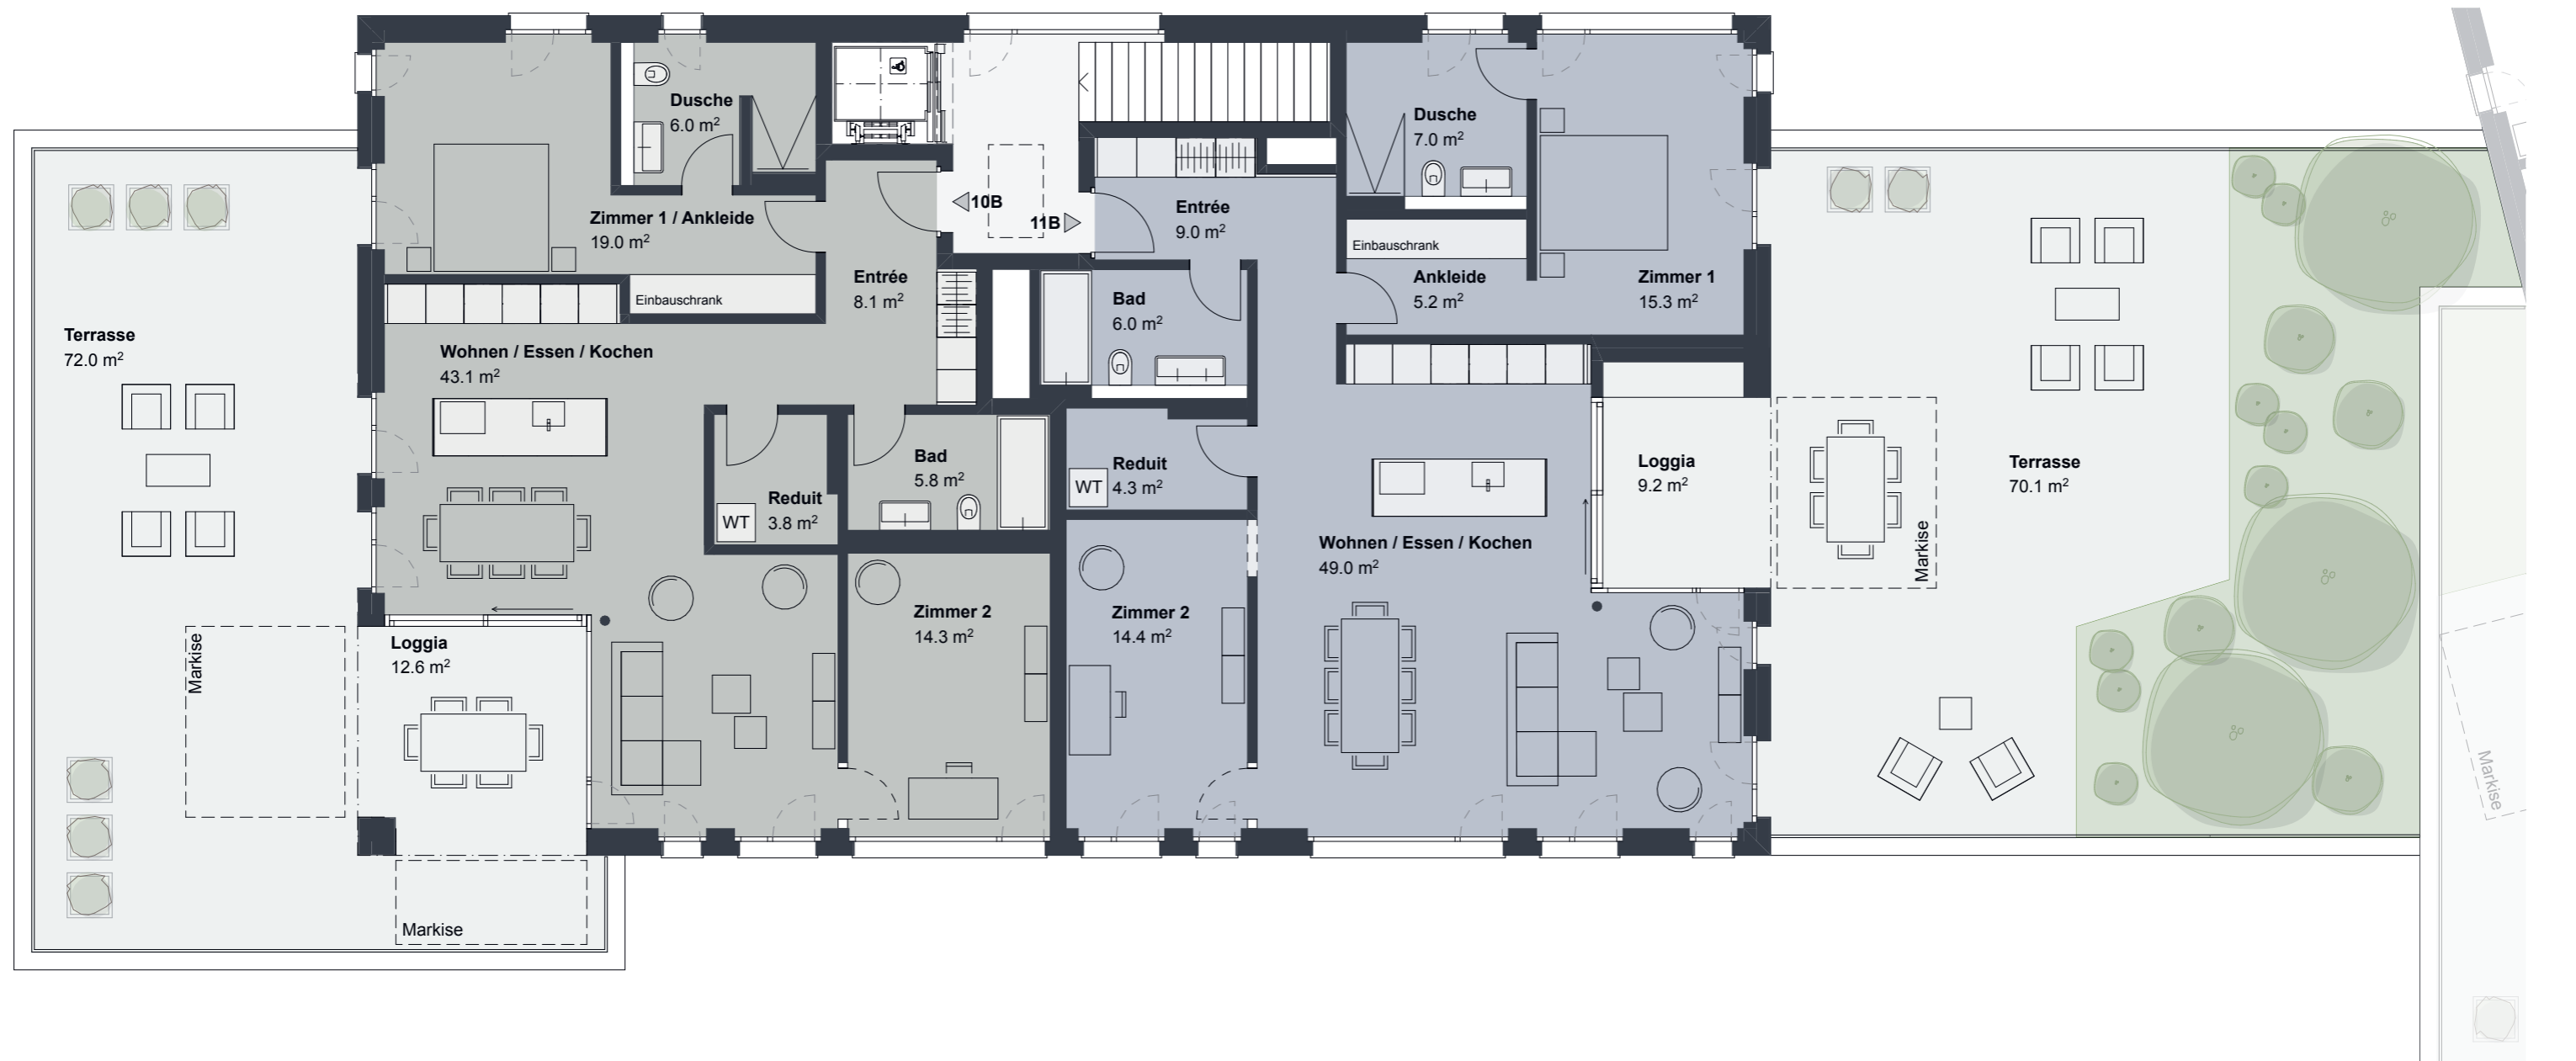 Dusche
6.0 m²
Zimmer 1 / Ankleide
19.0 m²
Einbauschrank
Entrée
8.1 m²
Terrasse
72.0 m²
Wohnen / Essen / Kochen
43.1 m²
Reduit
3.8 m²
WT
Bad
5.8 m²
Zimmer 2
14.3 m²
Loggia
12.6 m²
Markise
Markise
10B
11B
Entrée
9.0 m²
Dusche
7.0 m²
Einbauschrank
Ankleide
5.2 m²
Zimmer 1
15.3 m²
Bad
6.0 m²
Reduit
4.3 m²
WT
Zimmer 2
14.4 m²
Wohnen / Essen / Kochen
49.0 m²
Loggia
9.2 m²
Markise
Terrasse
70.1 m²
Markise